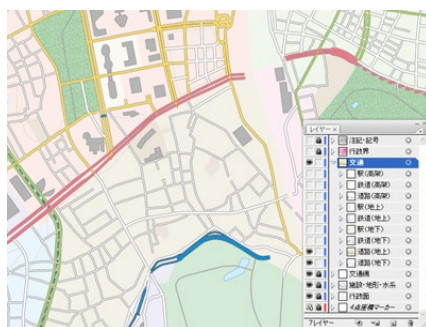 レイヤー ×
注記・記号
行政界
交通
駅(高架)
鉄道(高架)
道路(高架)
駅(地上)
鉄道(地上)
駅(地下)
鉄道(地下)
道路(地上)
道路(地下)
交通橋
施設・地形・水系
行政面
4点座標マーカー
7レイヤー